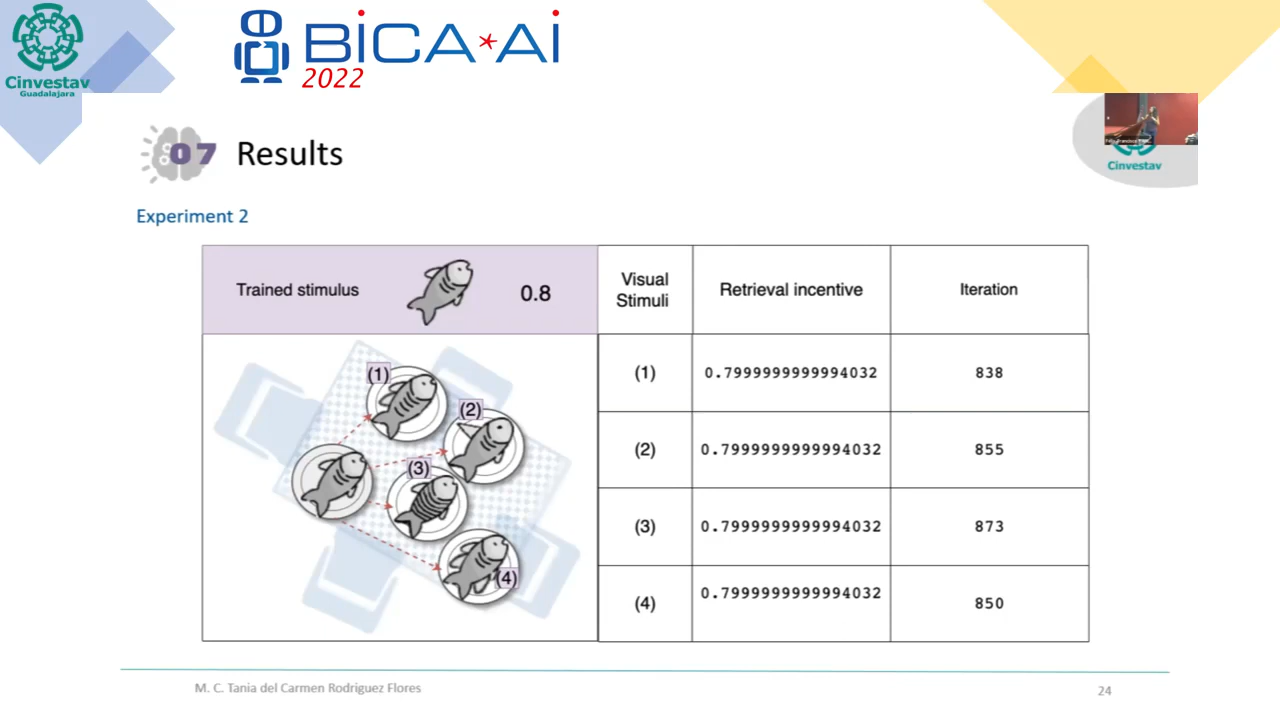 Cinvestav
Guadalajara
BiCA*Ai
2022
07 Results
Cinvestav
Experiment 2
Trained stimulus 0.8
Visual Stimuli
Retrieval incentive
Iteration
(1) 0.7999999999994032 838
(2) 0.7999999999994032 855
(3) 0.7999999999994032 873
(4) 0.7999999999994032 850
(1)
(2)
(3)
(4)
M. C. Tania del Carmen Rodriguez Flores
24